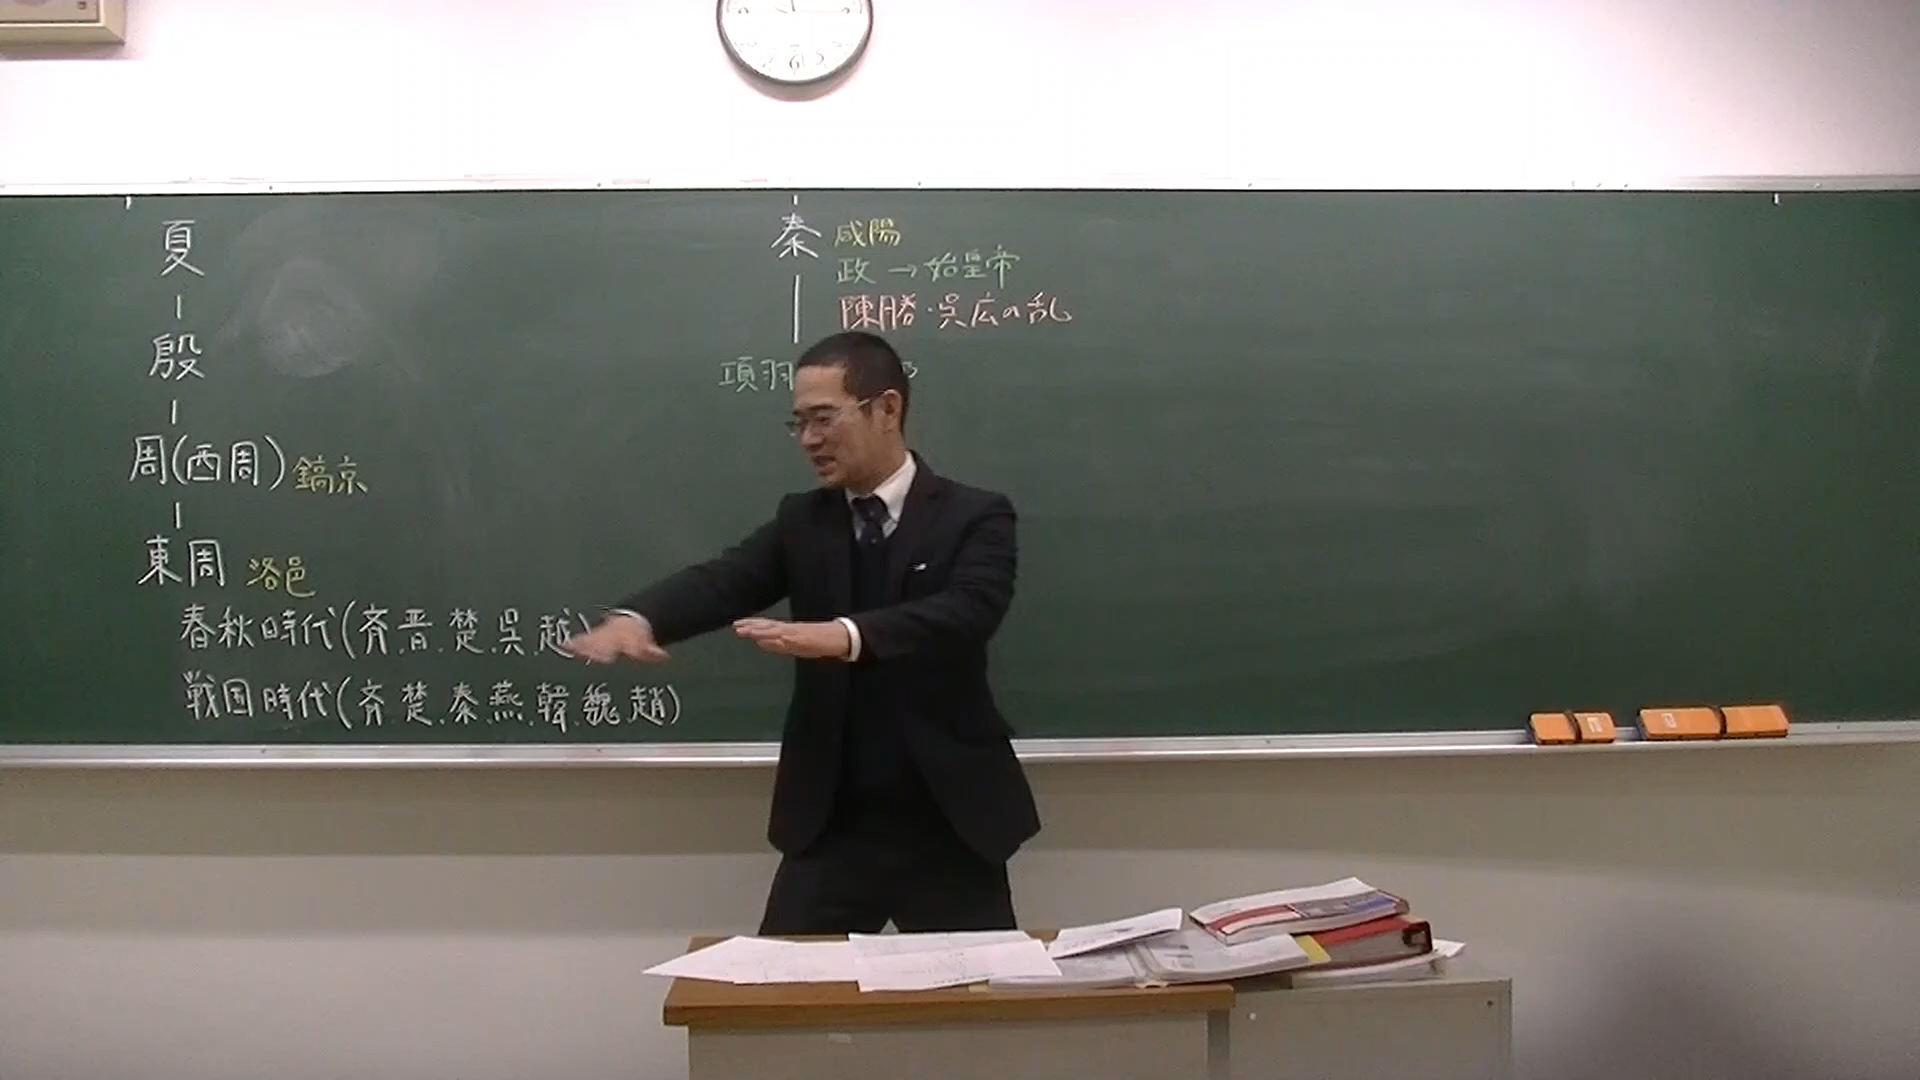 夏
殷
周(西周)鎬京
東周 洛邑
春秋時代(斉.晋.楚.呉.越)
戦国時代(斉.楚.秦.燕.韓.魏.趙)
秦 咸陽
政→始皇帝
陳勝・呉広の乱
項羽
6